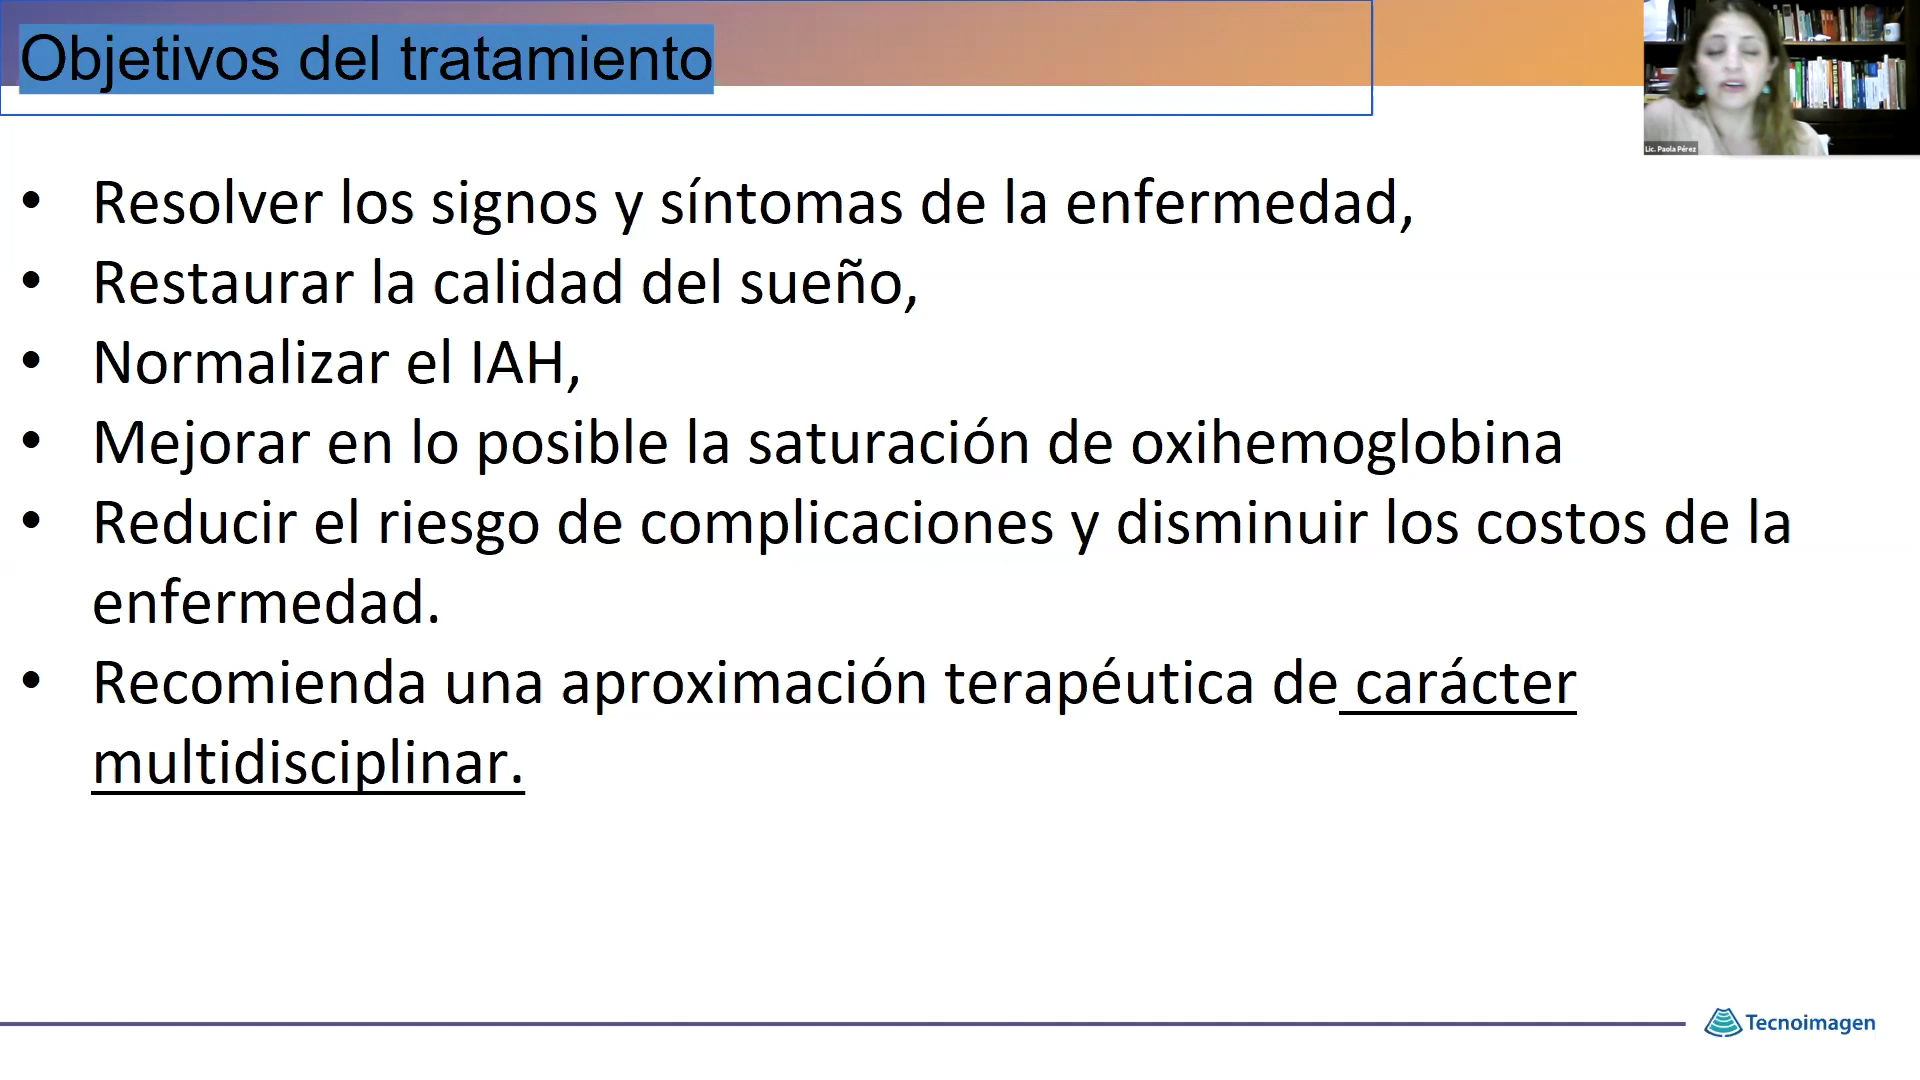 Objetivos del tratamiento
Lic. Paola Pérez
• Resolver los signos y síntomas de la enfermedad,
• Restaurar la calidad del sueño,
• Normalizar el IAH,
• Mejorar en lo posible la saturación de oxihemoglobina
• Reducir el riesgo de complicaciones y disminuir los costos de la
enfermedad.
• Recomienda una aproximación terapéutica de carácter
multidisciplinar.
Tecnoimagen